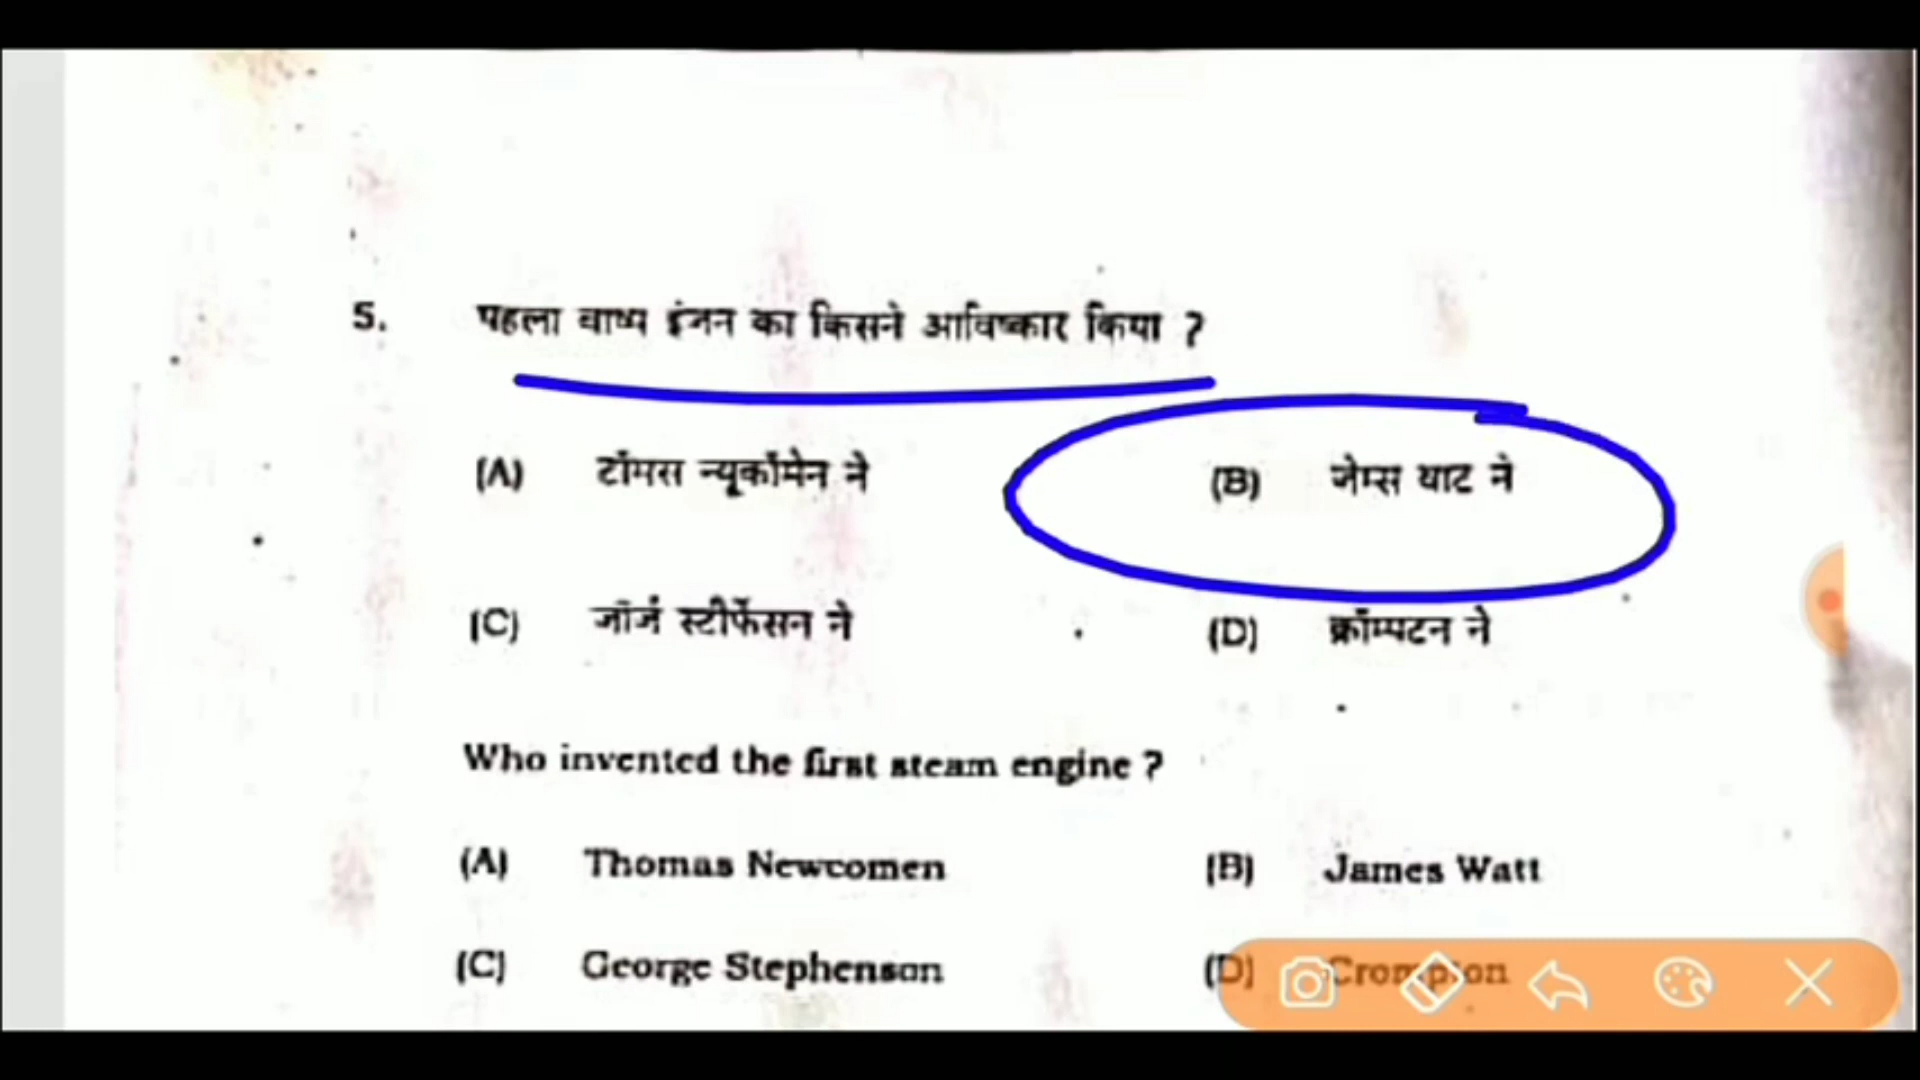 5. पहला वाष्प इंजन का किसने आविष्कार किया ?
(A) टॉमस न्यूकॉमेन ने (B) जेम्स वाट ने
(C) जॉर्ज स्टीफेंसन ने (D) क्रॉम्पटन ने
Who invented the first steam engine ?
(A) Thomas Newcomen (B) James Watt
(C) George Stephenson (D) Crompton